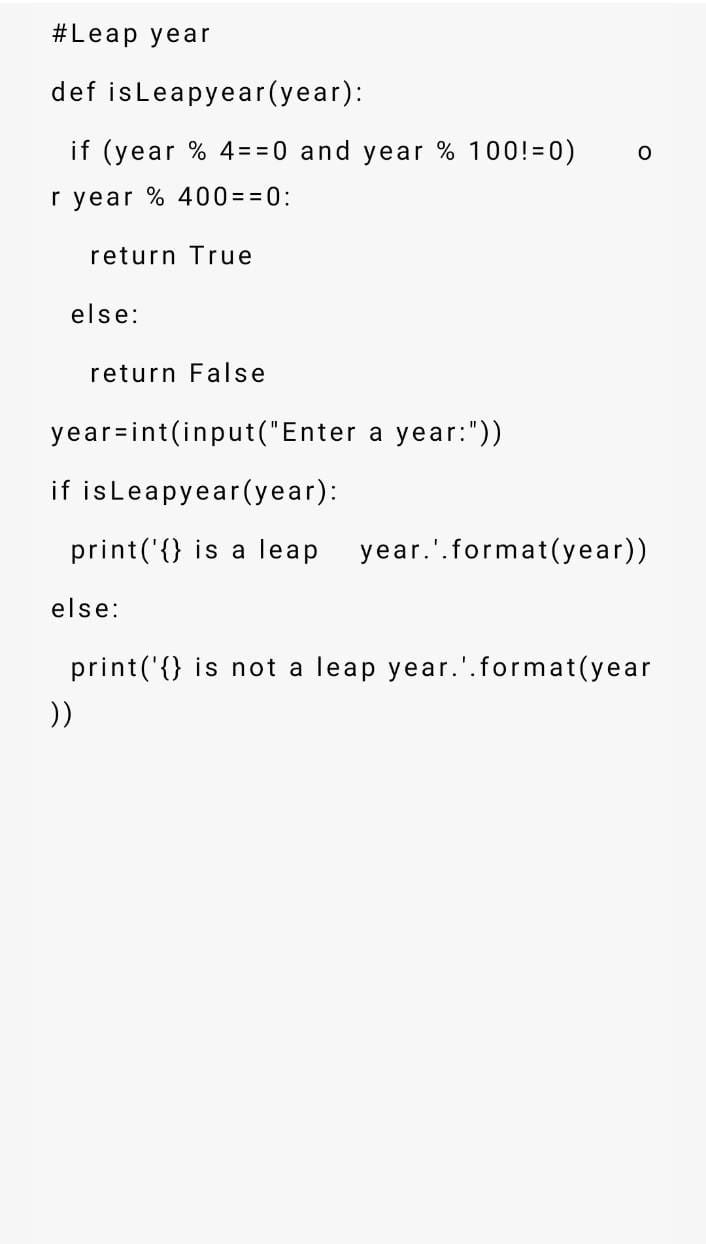 #Leap year
def isLeapyear(year):
  if (year % 4==0 and year % 100!=0)    o
r year % 400==0:
    return True
  else:
    return False
year=int(input("Enter a year:"))
if isLeapyear(year):
  print('{} is a leap   year.'.format(year))
else:
  print('{} is not a leap year.'.format(year
))